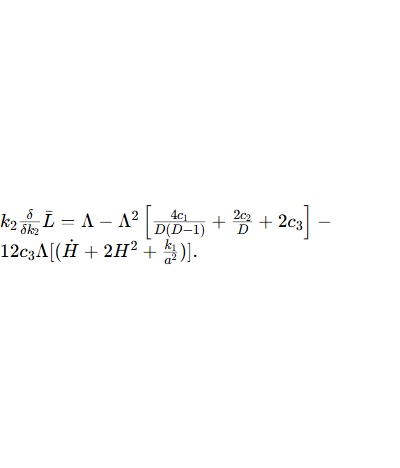 $k_2 \frac{\delta}{\delta k_2} \bar{L} = \Lambda - \Lambda^2 \left[ \frac{4c_1}{D(D-1)} + \frac{2c_2}{D} + 2c_3 \right] -$
$12c_3\Lambda[(\dot{H} + 2H^2 + \frac{k_1}{a^2})].$